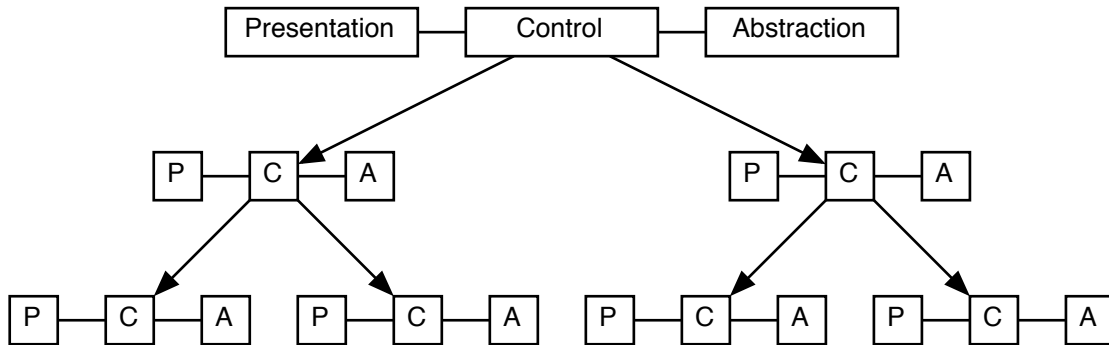 Presentation Control Abstraction
P C A P C A
P C A P C A P C A P C A